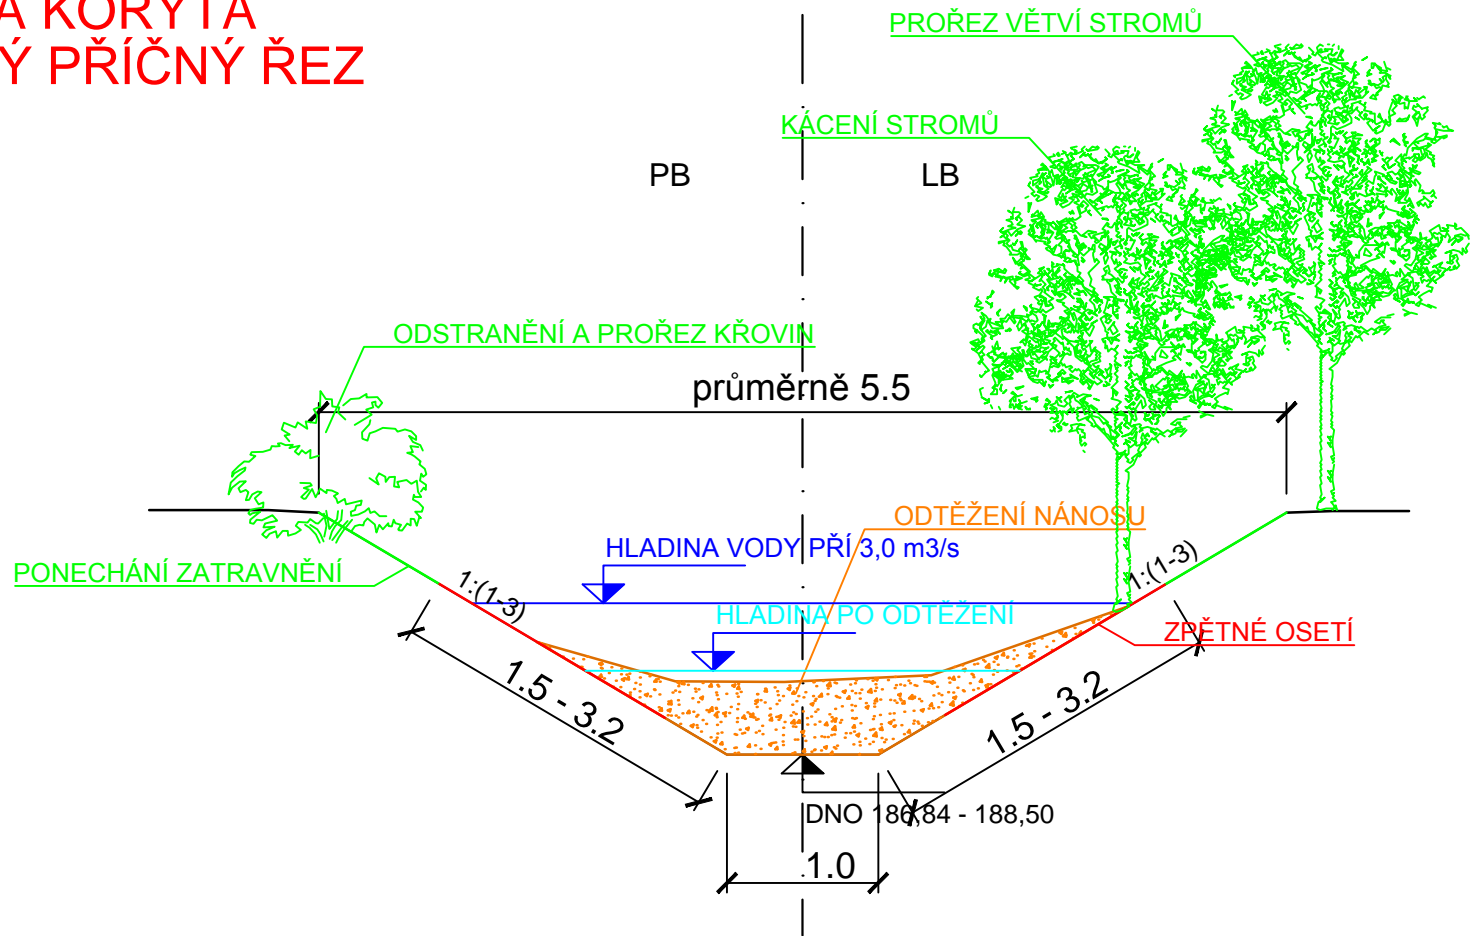 A KORYTA
Ý PŘÍČNÝ ŘEZ
PROŘEZ VĚTVÍ STROMŮ
KÁCENÍ STROMŮ
PB
LB
ODSTRANĚNÍ A PROŘEZ KŘOVIN
průměrně 5.5
ODTĚŽENÍ NÁNOSU
HLADINA VODY PŘÍ 3,0 m3/s
PONECHÁNÍ ZATRAVNĚNÍ
1:(1-3)
1:(1-3)
HLADINA PO ODTĚŽENÍ
ZPĚTNÉ OSETÍ
1.5 - 3.2
1.5 - 3.2
DNO 186,84 - 188,50
1.0